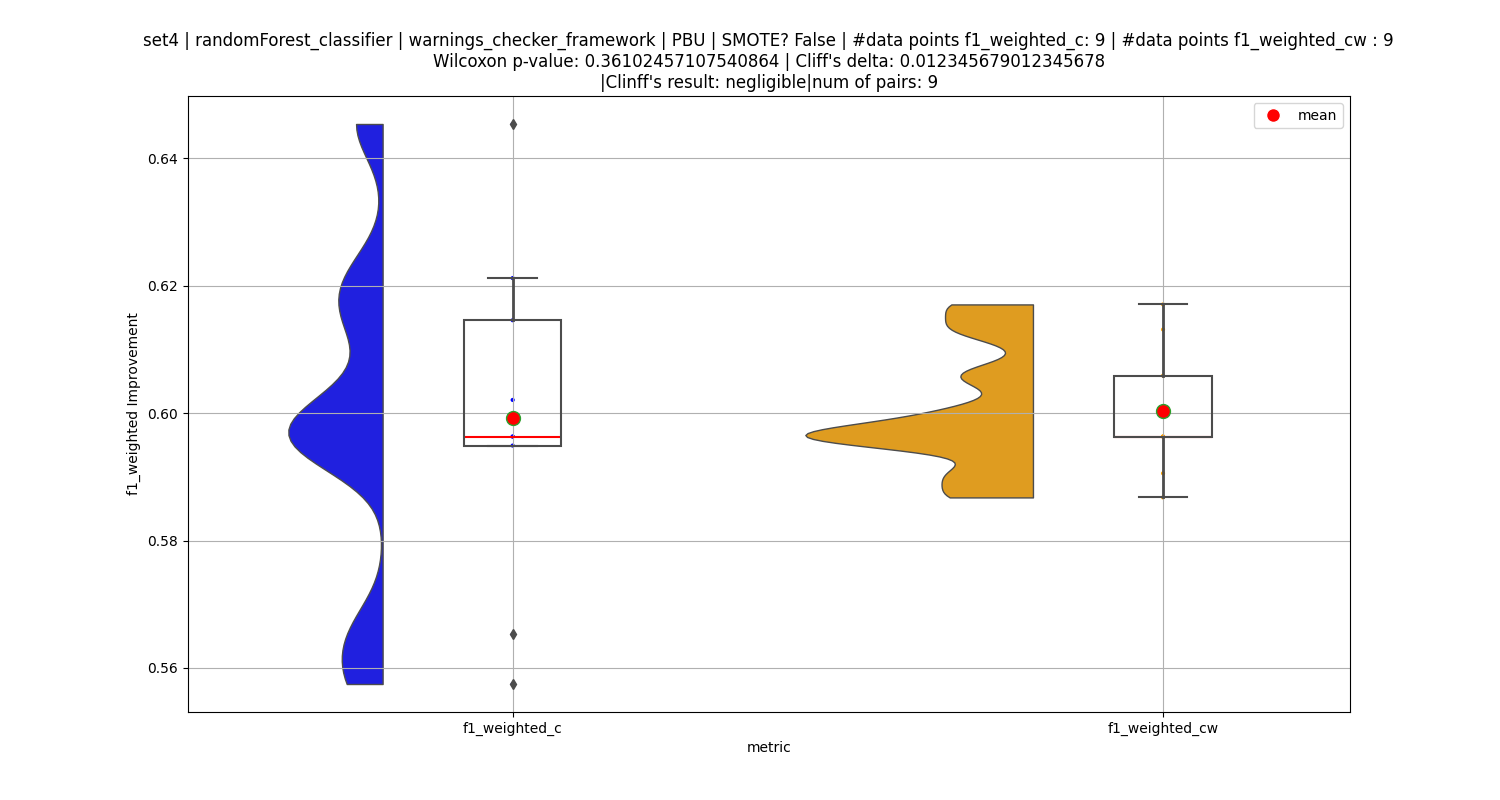 set4 | randomForest_classifier | warnings_checker_framework | PBU | SMOTE? False | #data points f1_weighted_c: 9 | #data points f1_weighted_cw : 9
Wilcoxon p-value: 0.36102457107540864 | Cliff's delta: 0.012345679012345678
|Clinff's result: negligible|num of pairs: 9
mean
f1_weighted Improvement
0.64
0.62
0.60
0.58
0.56
f1_weighted_c
f1_weighted_cw
metric